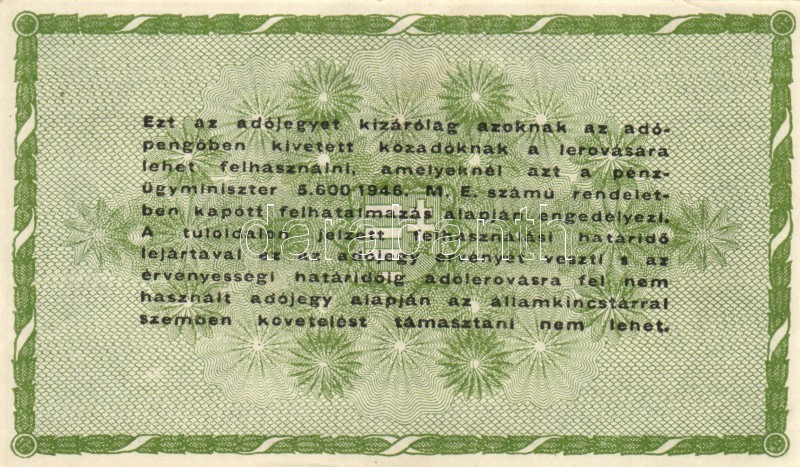 Ezt az adójegyet kizárólag azoknak az adó-
pengőben kivetett közadóknak a lerovására
lehet felhasználni, amelyeknél azt a pénz-
ügyminiszter 5.600/1946. M. E. számú rendelet-
ben kapott felhatalmazás alapján engedélyezi.
A túloldalon jelzett felhasználási határidő
lejártával az az adójegy érvényét veszti s az
érvényességi határidőig adólerovásra fel nem
használt adójegy alapján az államkincstárral
szemben követelést támasztani nem lehet.
darabanth